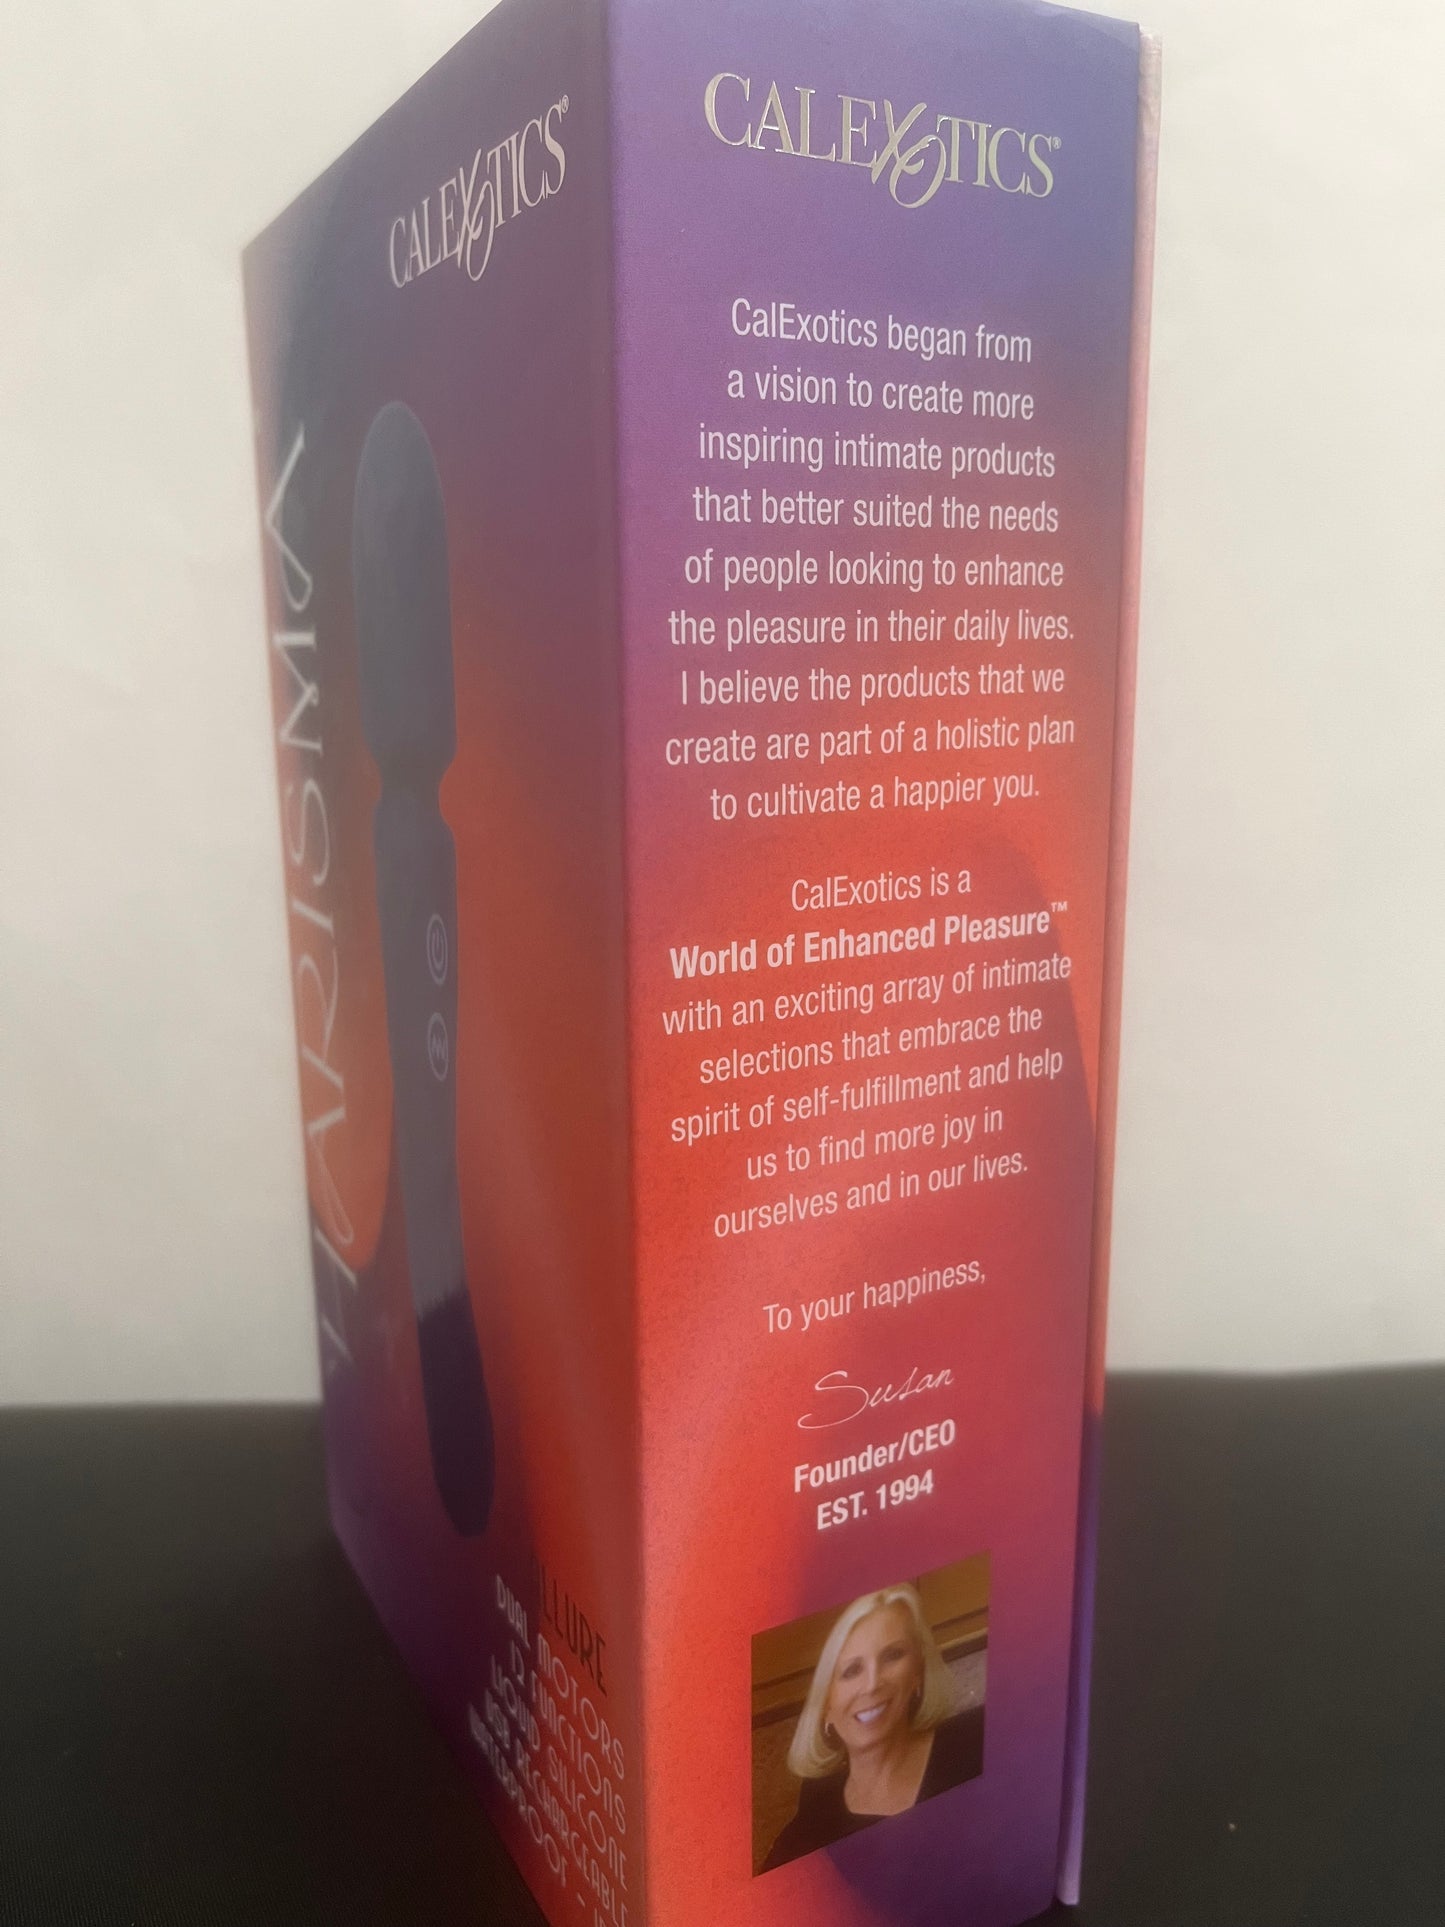 CALEXOTICS®
HARISMA
LLURE
DUAL MOTORS
12 FUNCTIONS
LIQUID SILICONE
USB RECHARGEABLE
WATERPROOF -
CALEXOTICS®
CalExotics began from
a vision to create more
inspiring intimate products
that better suited the needs
of people looking to enhance
the pleasure in their daily lives.
I believe the products that we
create are part of a holistic plan
to cultivate a happier you.
CalExotics is a
World of Enhanced Pleasure™
with an exciting array of intimate
selections that embrace the
spirit of self-fulfillment and help
us to find more joy in
ourselves and in our lives.
To your happiness,
Susan
Founder/CEO
EST. 1994